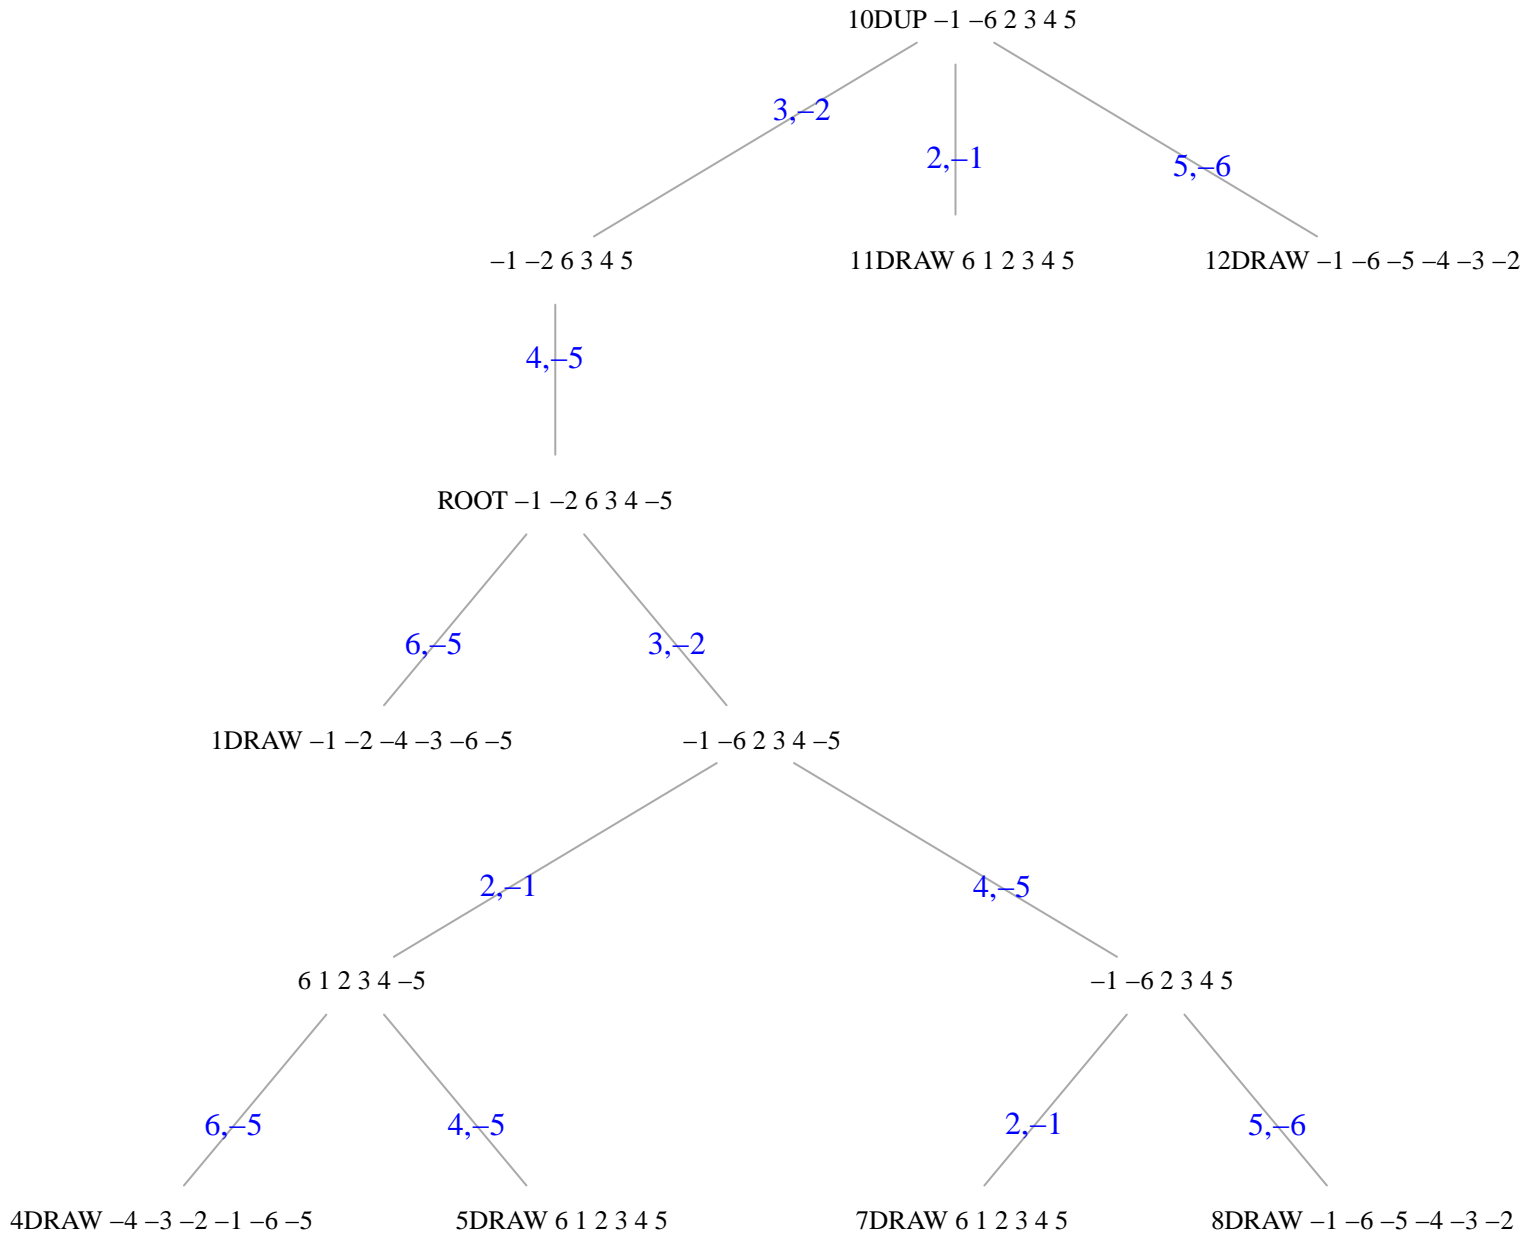 10DUP –1 –6 2 3 4 5
3,–2
2,–1
5,–6
–1 –2 6 3 4 5
11DRAW 6 1 2 3 4 5
12DRAW –1 –6 –5 –4 –3 –2
4,–5
ROOT –1 –2 6 3 4 –5
6,–5
3,–2
1DRAW –1 –2 –4 –3 –6 –5
–1 –6 2 3 4 –5
2,–1
4,–5
6 1 2 3 4 –5
–1 –6 2 3 4 5
6,–5
4,–5
2,–1
5,–6
4DRAW –4 –3 –2 –1 –6 –5
5DRAW 6 1 2 3 4 5
7DRAW 6 1 2 3 4 5
8DRAW –1 –6 –5 –4 –3 –2